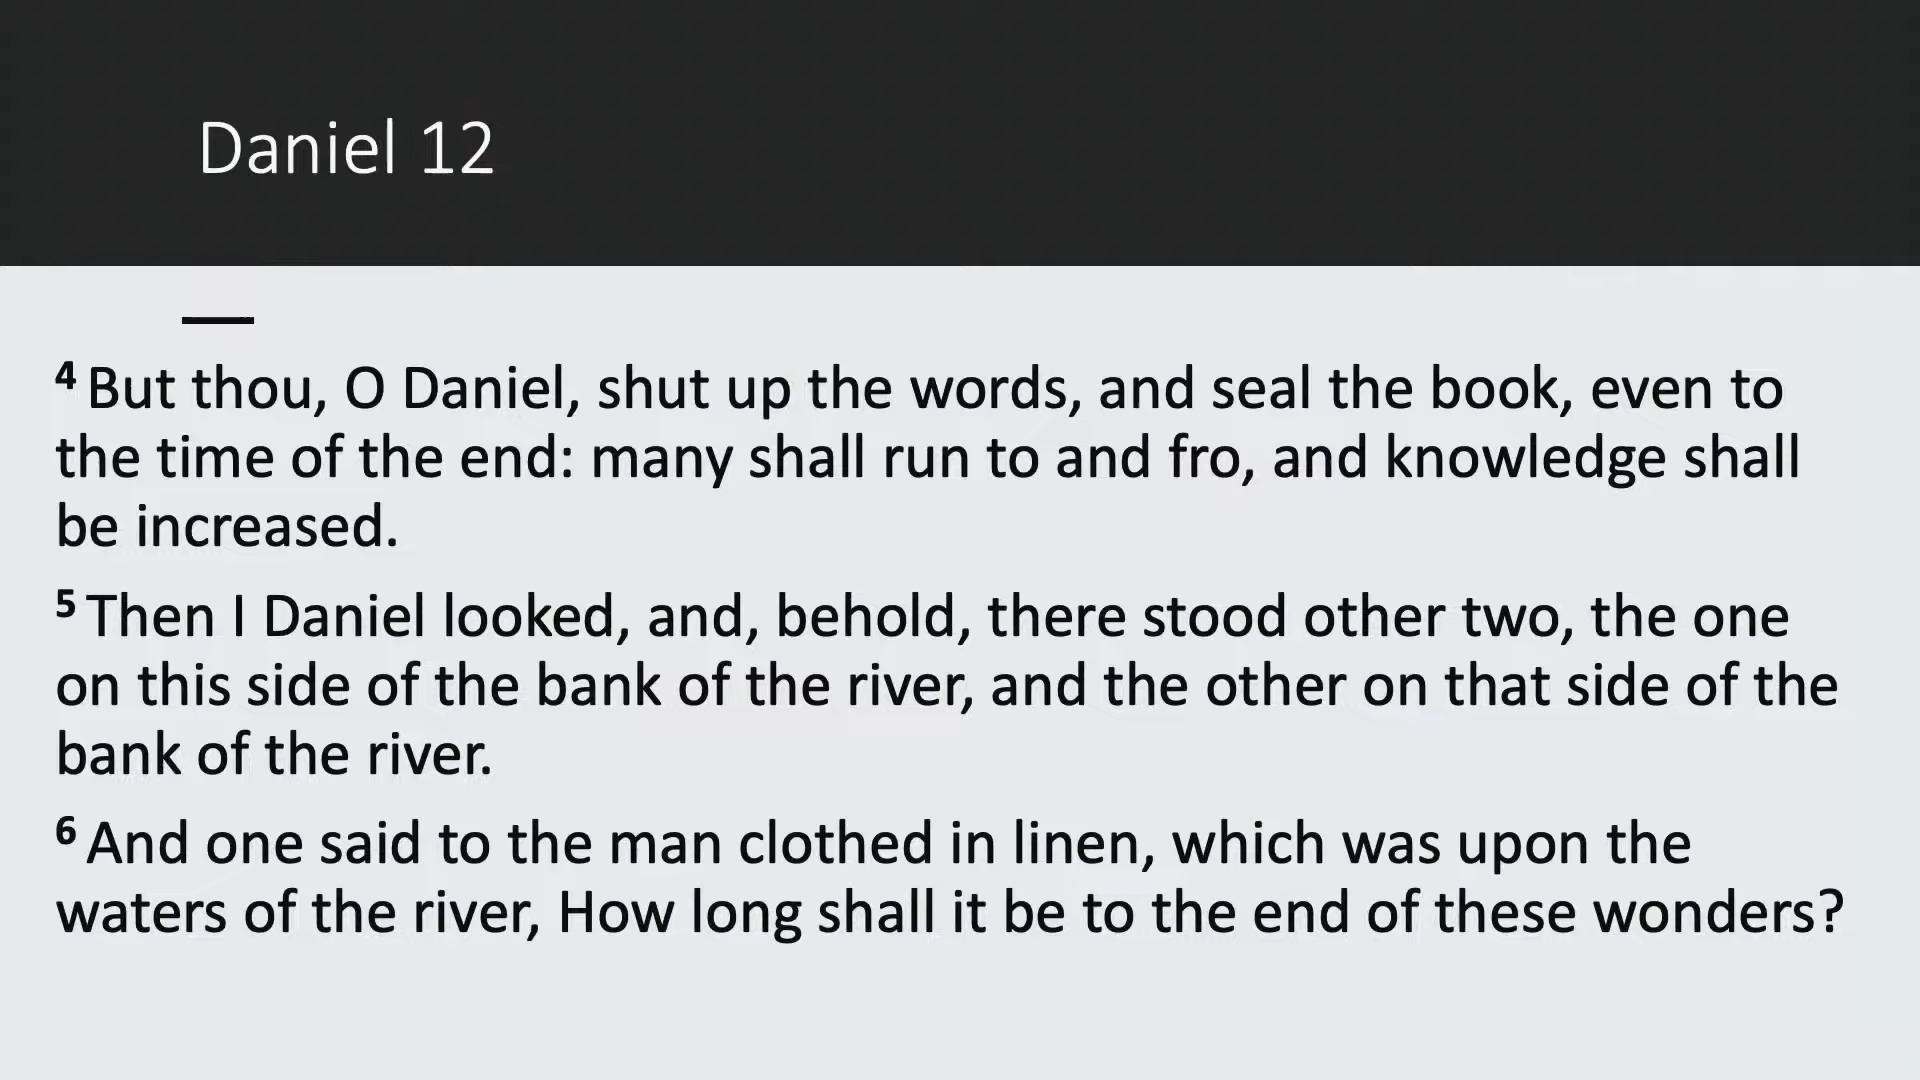 Daniel 12
4 But thou, O Daniel, shut up the words, and seal the book, even to
the time of the end: many shall run to and fro, and knowledge shall
be increased.
5 Then I Daniel looked, and, behold, there stood other two, the one
on this side of the bank of the river, and the other on that side of the
bank of the river.
6 And one said to the man clothed in linen, which was upon the
waters of the river, How long shall it be to the end of these wonders?